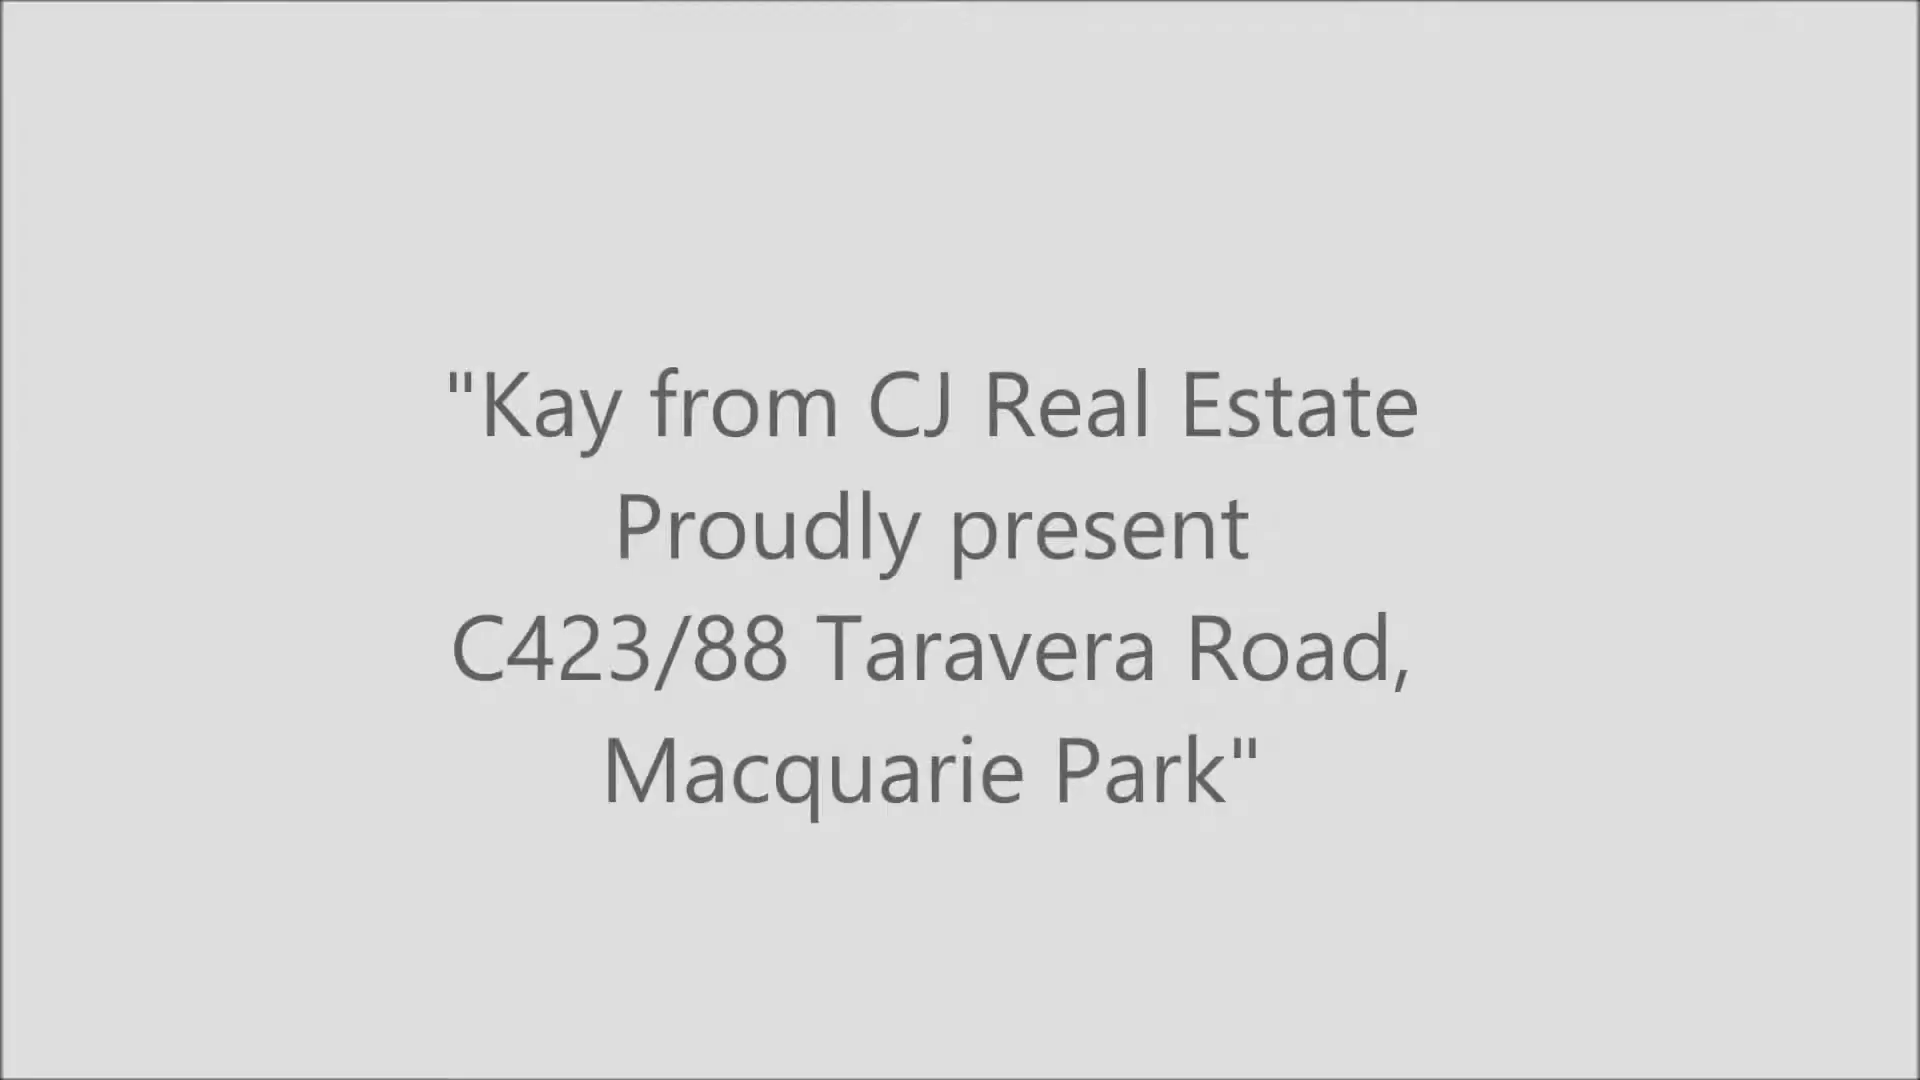 "Kay from CJ Real Estate
Proudly present
C423/88 Taravera Road,
Macquarie Park"